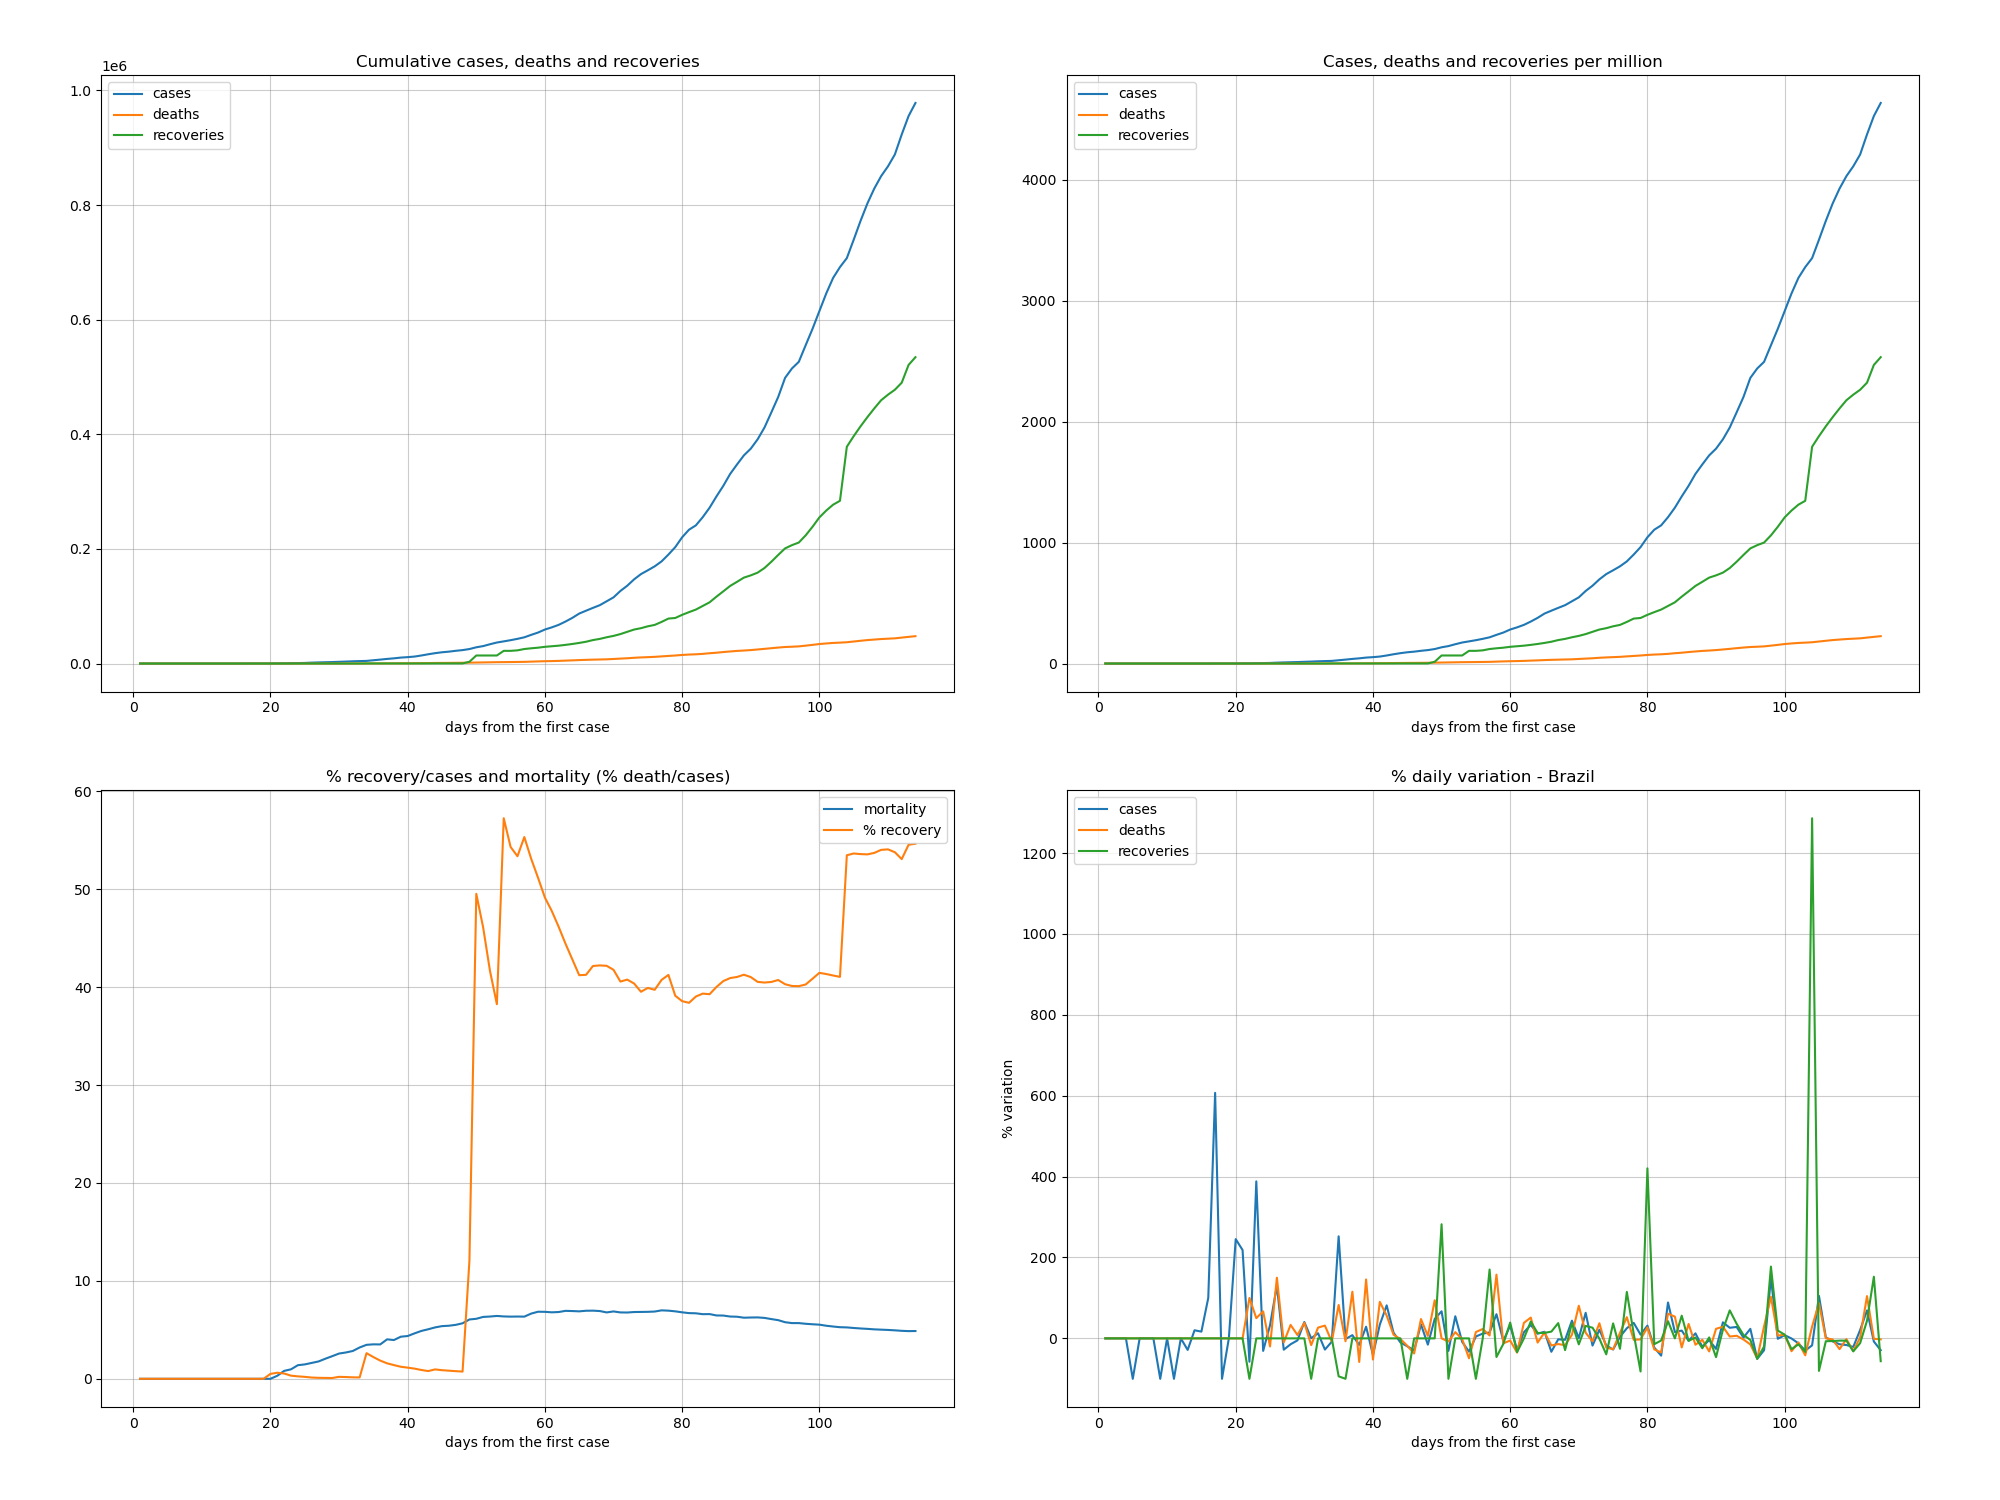 Cumulative cases, deaths and recoveries
1e6
cases
deaths
recoveries
1.0
0.8
0.6
0.4
0.2
0.0
0 20 40 60 80 100
days from the first case
Cases, deaths and recoveries per million
cases
deaths
recoveries
4000
3000
2000
1000
0
0 20 40 60 80 100
days from the first case
% recovery/cases and mortality (% death/cases)
mortality
% recovery
60
50
40
30
20
10
0
0 20 40 60 80 100
days from the first case
% daily variation - Brazil
cases
deaths
recoveries
% variation
1200
1000
800
600
400
200
0
0 20 40 60 80 100
days from the first case